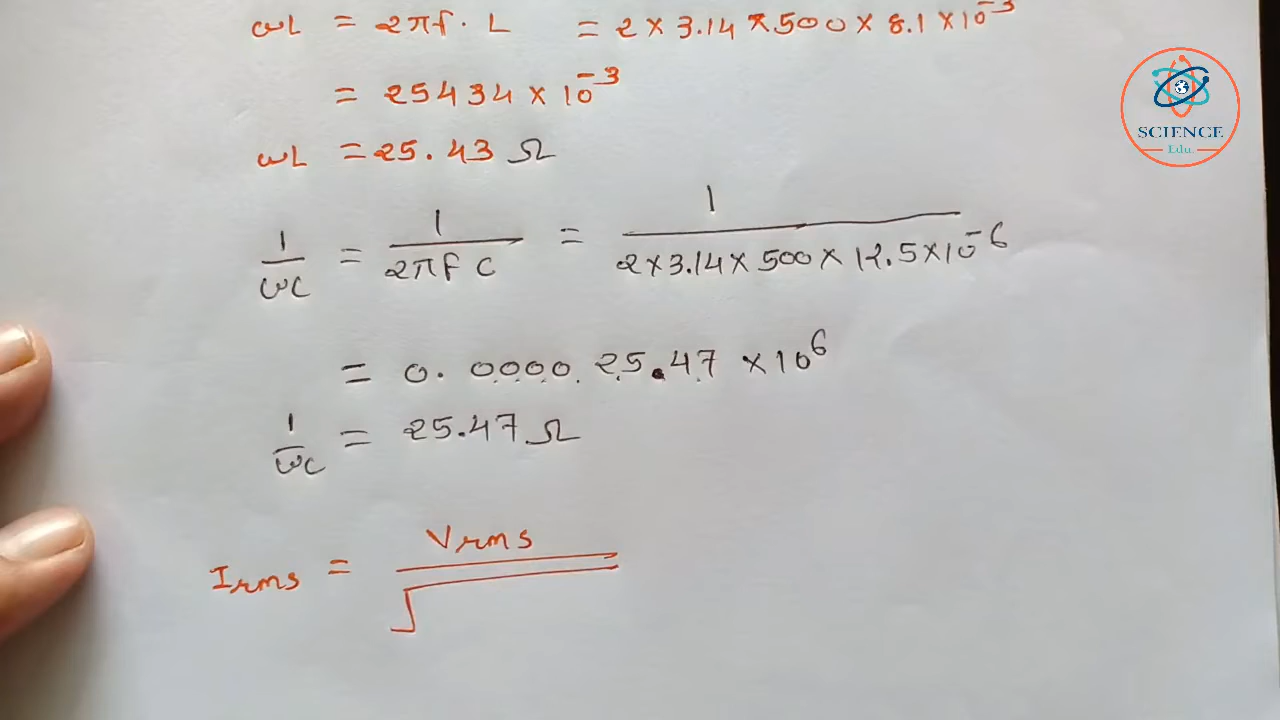 ωL = 2πf. L = 2 × 3.14 × 500 × 8.1 × 10⁻³
= 25434 × 10⁻³
ωL = 25.43 Ω
1/ωC = 1/2πf C = 1/2 × 3.14 × 500 × 12.5 × 10⁻⁶
= 0. 0000 25.47 × 10⁶
1/ωC = 25.47 Ω
Irms = Vrms/√
SCIENCE
Edu.